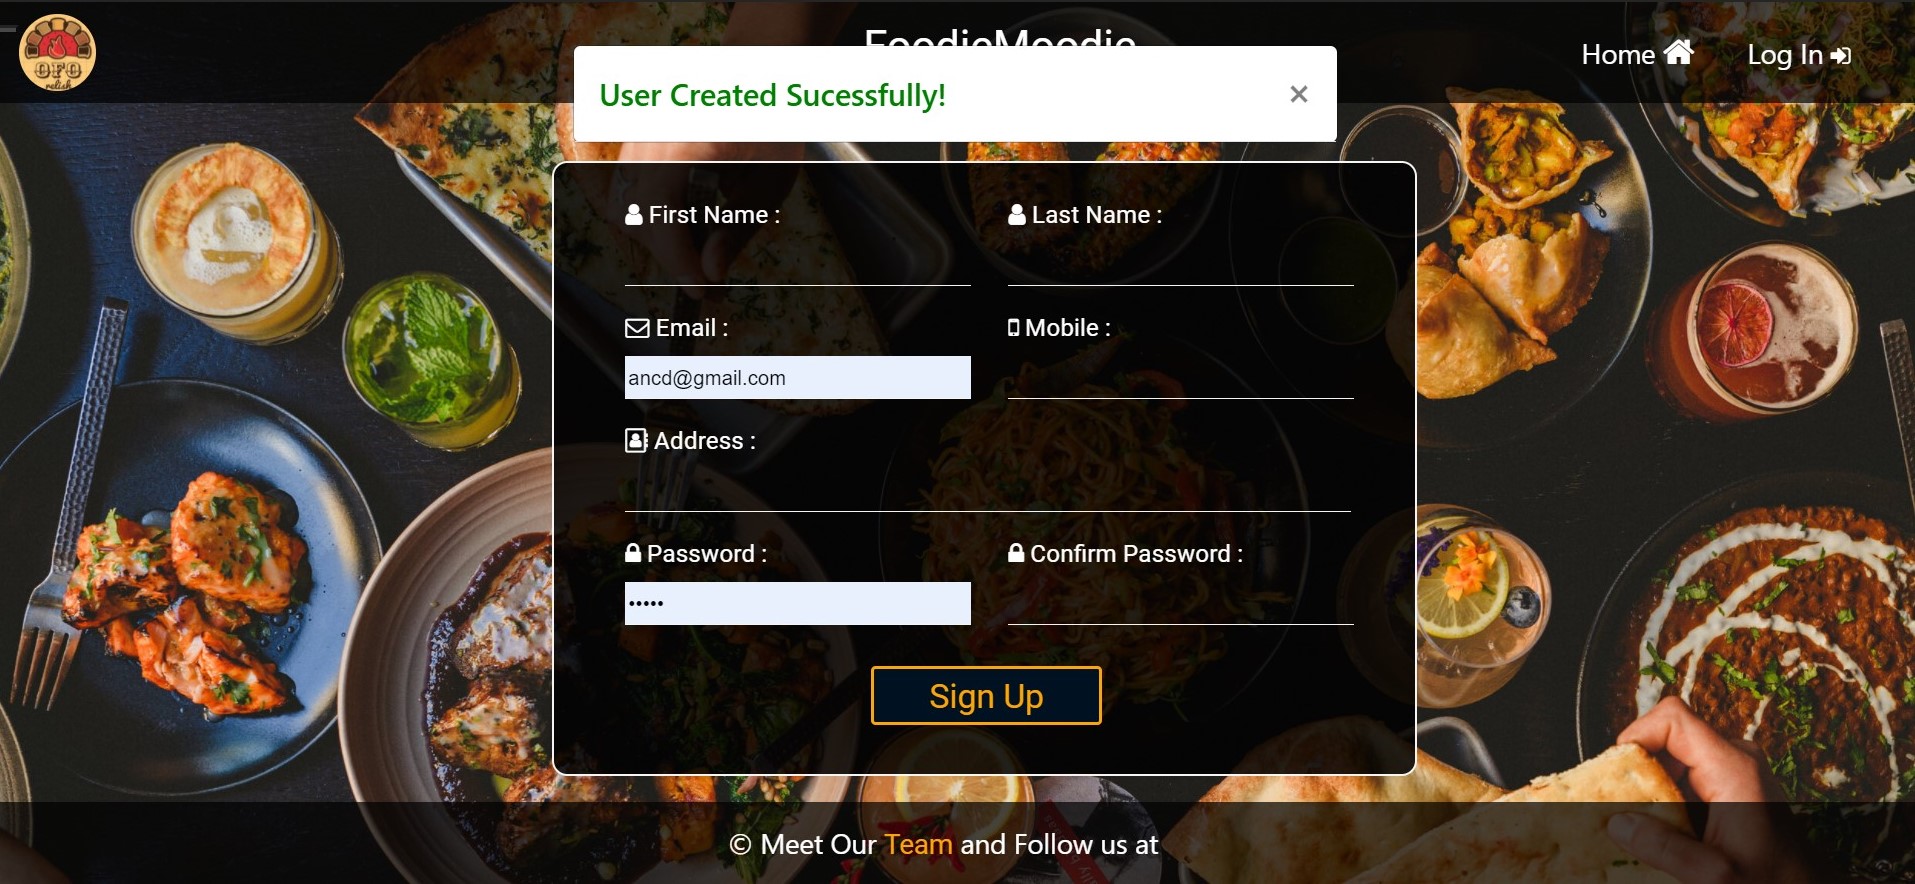 OFO
relish
FoodieMoodie
Home
Log In
User Created Sucessfully!
×
First Name :
Last Name :
Email :
Mobile :
ancd@gmail.com
Address :
Password :
Confirm Password :
•••••
Sign Up
© Meet Our Team and Follow us at